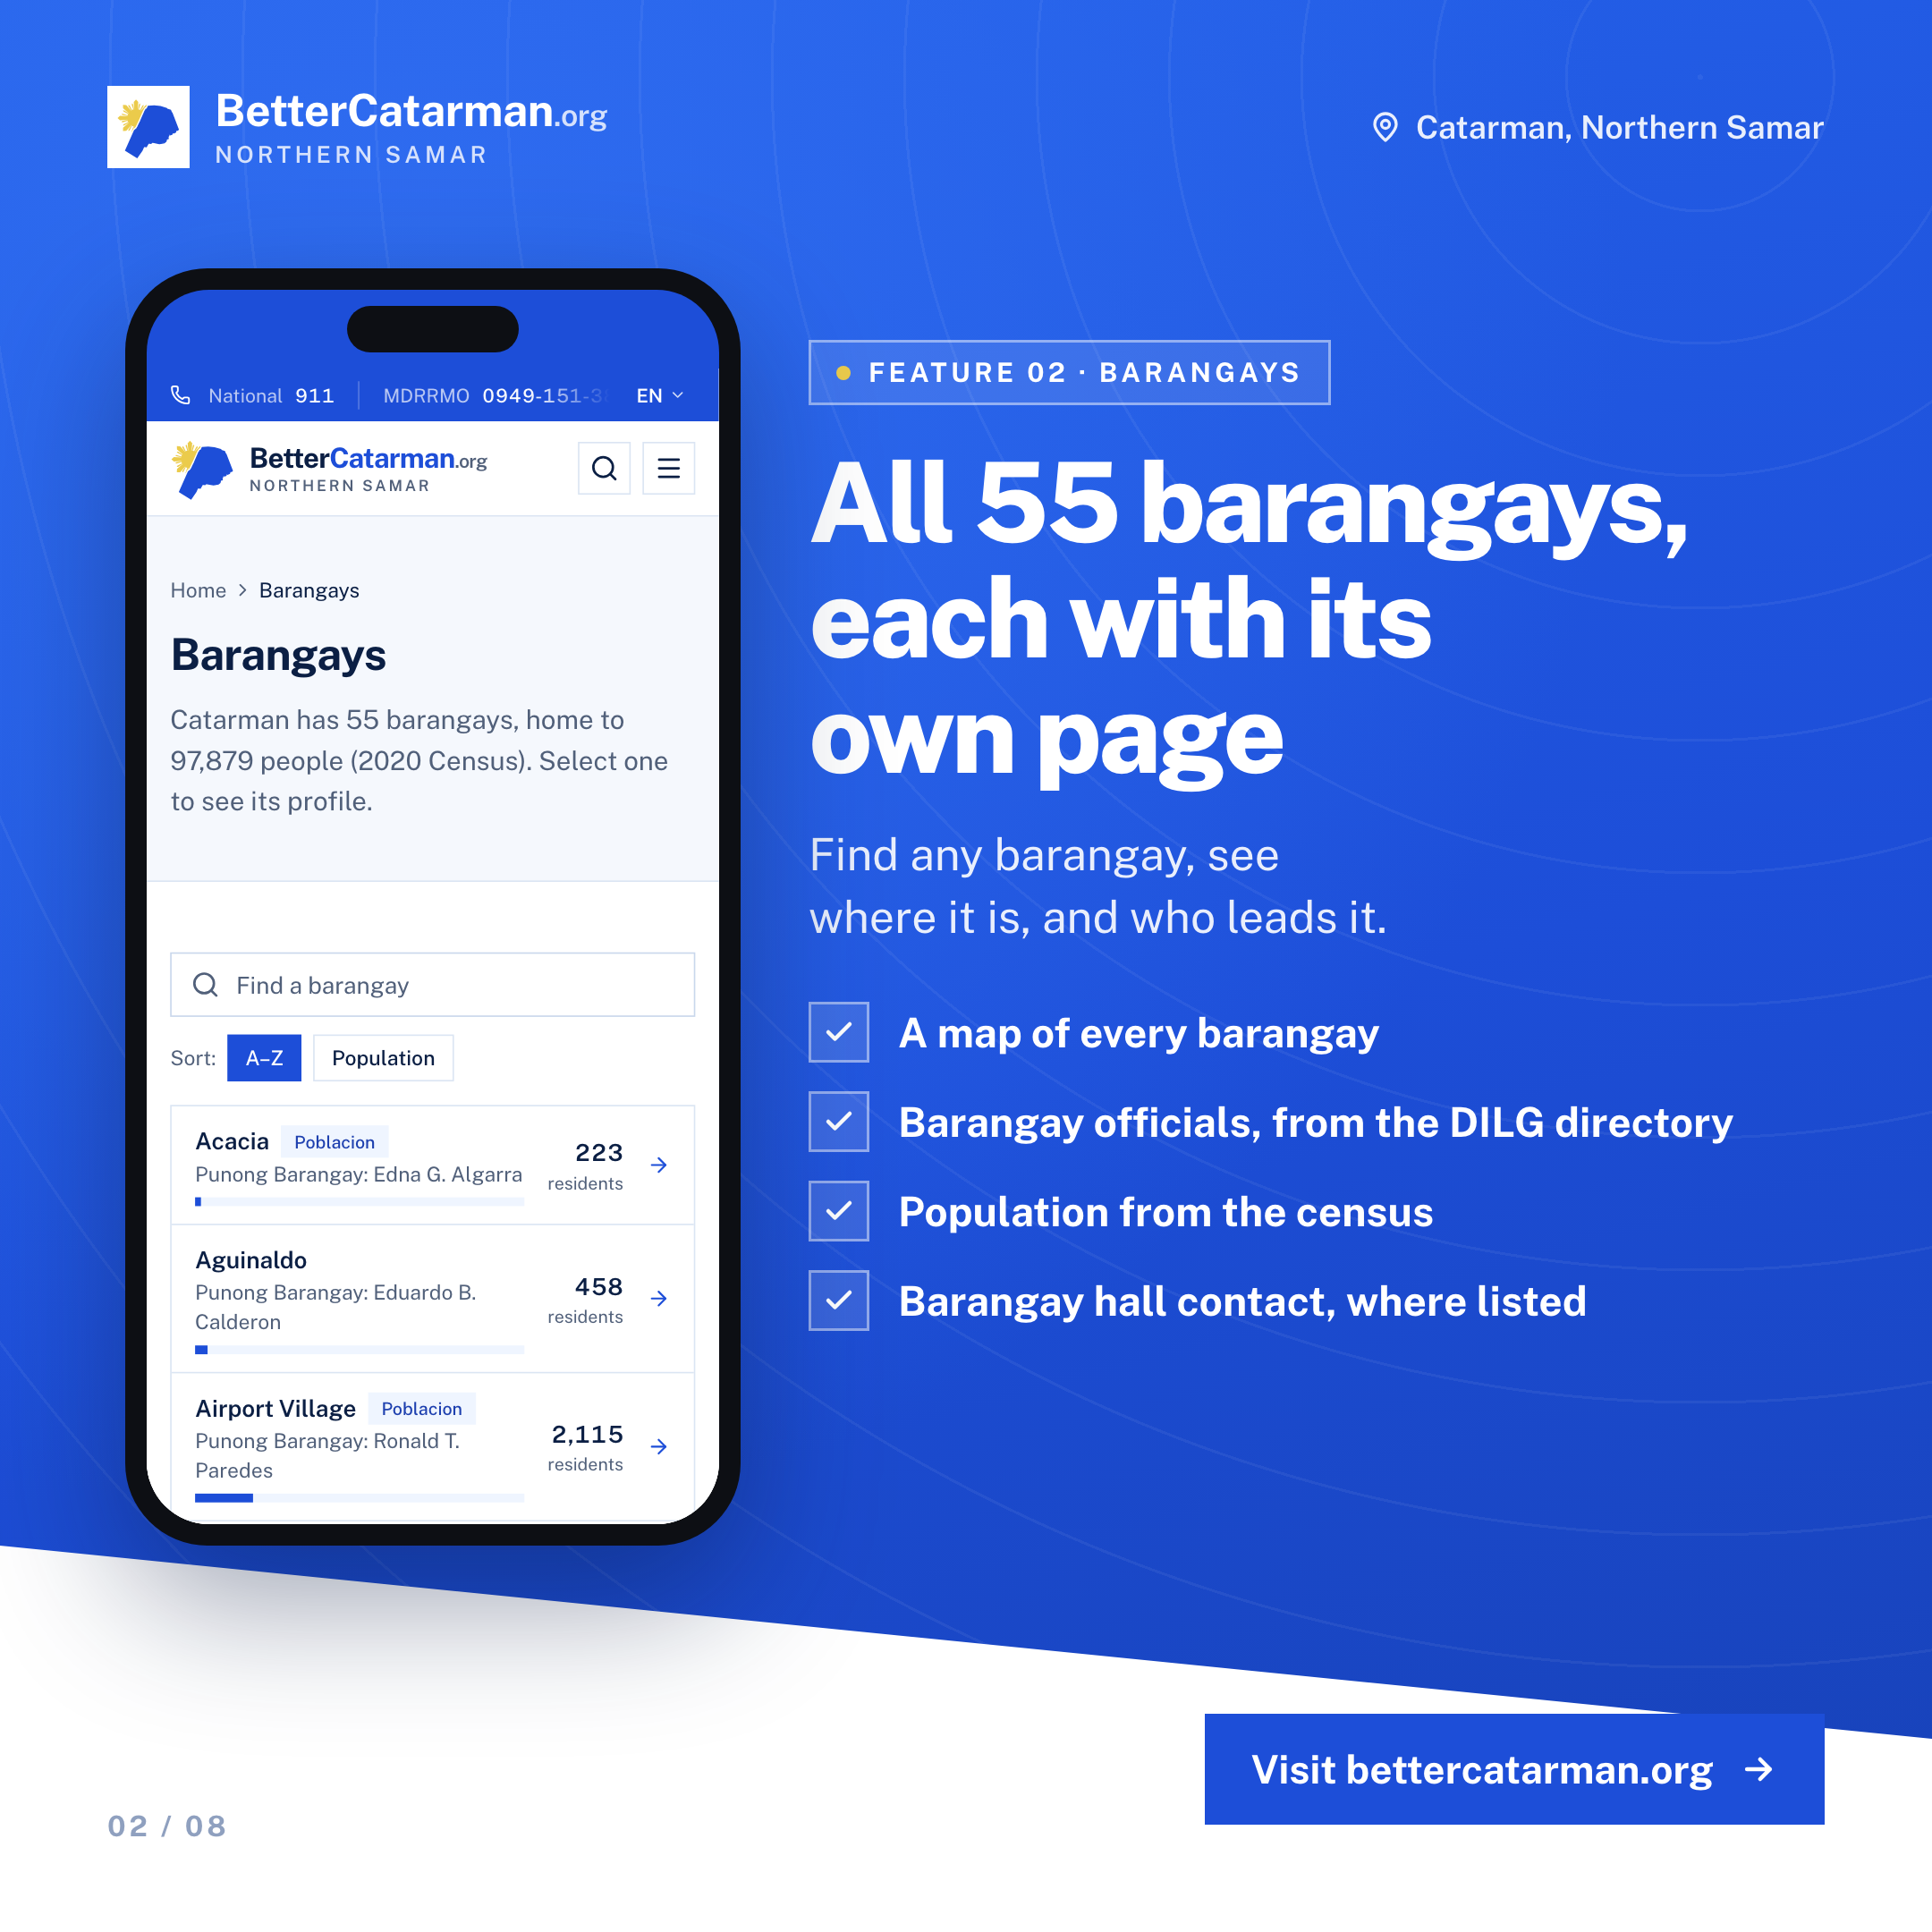 BetterCatarman.org
NORTHERN SAMAR
Catarman, Northern Samar
National 911
MDRRMO 0949-151-3
EN
BetterCatarman.org
NORTHERN SAMAR
Home > Barangays
Barangays
Catarman has 55 barangays, home to
97,879 people (2020 Census). Select one
to see its profile.
Find a barangay
Sort: A–Z Population
Acacia Poblacion
Punong Barangay: Edna G. Algarra
223
residents
Aguinaldo
Punong Barangay: Eduardo B.
Calderon
458
residents
Airport Village Poblacion
Punong Barangay: Ronald T.
Paredes
2,115
residents
FEATURE 02 · BARANGAYS
All 55 barangays,
each with its
own page
Find any barangay, see
where it is, and who leads it.
A map of every barangay
Barangay officials, from the DILG directory
Population from the census
Barangay hall contact, where listed
Visit bettercatarman.org →
02 / 08